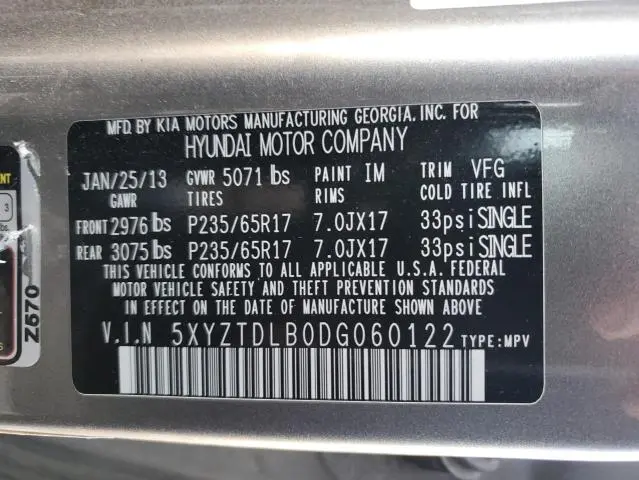 MFD. BY KIA MOTORS MANUFACTURING GEORGIA, INC. FOR
HYUNDAI MOTOR COMPANY
JAN/25/13 GVWR 5071 lbs PAINT IM TRIM VFG
GAWR TIRES RIMS COLD TIRE INFL
FRONT 2976 lbs P235/65R17 7.0JX17 33psi SINGLE
REAR 3075 lbs P235/65R17 7.0JX17 33psi SINGLE
THIS VEHICLE CONFORMS TO ALL APPLICABLE U.S.A. FEDERAL
MOTOR VEHICLE SAFETY AND THEFT PREVENTION STANDARDS
IN EFFECT ON THE DATE OF MANUFACTURE SHOWN ABOVE.
V.I.N 5XYZTDLB0DG060122 TYPE: MPV
Z670
3